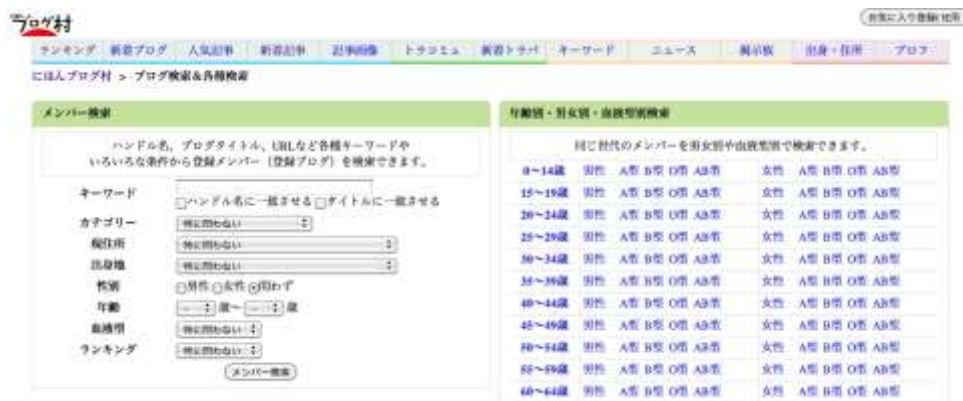 ブログ村
ランキング 新着ブログ 人気記事 新着記事 記事画像 トラコミュ 新着トラバ キーワード ニュース 掲示板 出身・住所 プロフ
にほんブログ村 > ブログ検索&各種検索
メンバー検索
ハンドル名、ブログタイトル、URLなど各種キーワードや
いろいろな条件から登録メンバー（登録ブログ）を検索できます。
キーワード
ハンドル名に一致させる タイトルに一致させる
カテゴリー 特に問わない
現住所 特に問わない
出身地 特に問わない
性別 男性 女性 問わず
年齢 - 歳〜 - 歳
血液型 特に問わない
ランキング 特に問わない
メンバー検索
年齢別・男女別・血液型別検索
同じ世代のメンバーを男女別や血液型別で検索できます。
0〜14歳 男性 A型 B型 O型 AB型 女性 A型 B型 O型 AB型
15〜19歳 男性 A型 B型 O型 AB型 女性 A型 B型 O型 AB型
20〜24歳 男性 A型 B型 O型 AB型 女性 A型 B型 O型 AB型
25〜29歳 男性 A型 B型 O型 AB型 女性 A型 B型 O型 AB型
30〜34歳 男性 A型 B型 O型 AB型 女性 A型 B型 O型 AB型
35〜39歳 男性 A型 B型 O型 AB型 女性 A型 B型 O型 AB型
40〜44歳 男性 A型 B型 O型 AB型 女性 A型 B型 O型 AB型
45〜49歳 男性 A型 B型 O型 AB型 女性 A型 B型 O型 AB型
50〜54歳 男性 A型 B型 O型 AB型 女性 A型 B型 O型 AB型
55〜59歳 男性 A型 B型 O型 AB型 女性 A型 B型 O型 AB型
60〜64歳 男性 A型 B型 O型 AB型 女性 A型 B型 O型 AB型